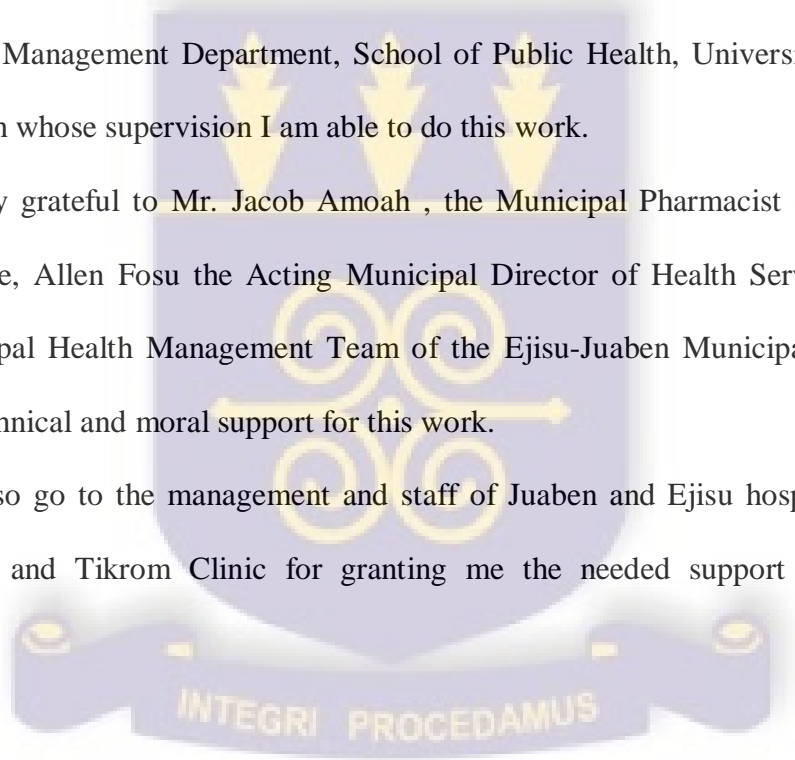 Management Department, School of Public Health, Universi
n whose supervision I am able to do this work.
y grateful to Mr. Jacob Amoah , the Municipal Pharmacist
e, Allen Fosu the Acting Municipal Director of Health Serv
pal Health Management Team of the Ejisu-Juaben Municipa
hnical and moral support for this work.
so go to the management and staff of Juaben and Ejisu hosp
and Tikrom Clinic for granting me the needed support
INTEGRI PROCEDAMUS